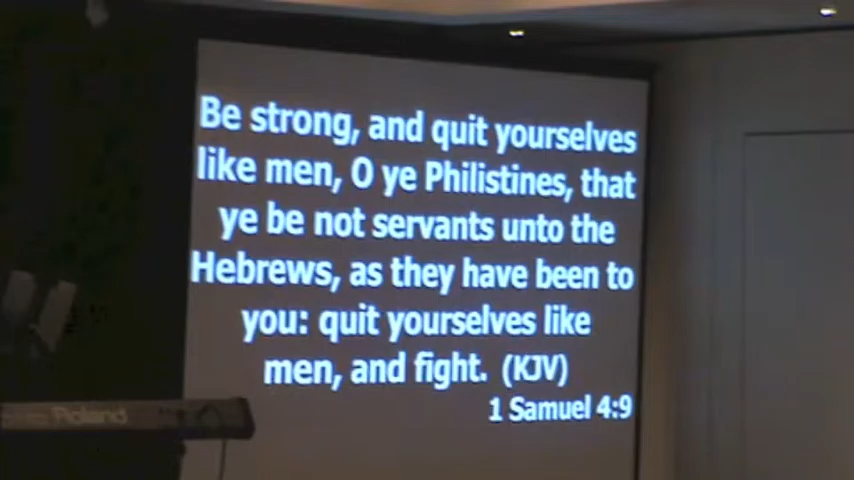 Be strong, and quit yourselves
like men, O ye Philistines, that
ye be not servants unto the
Hebrews, as they have been to
you: quit yourselves like
men, and fight. (KJV)
1 Samuel 4:9
Roland